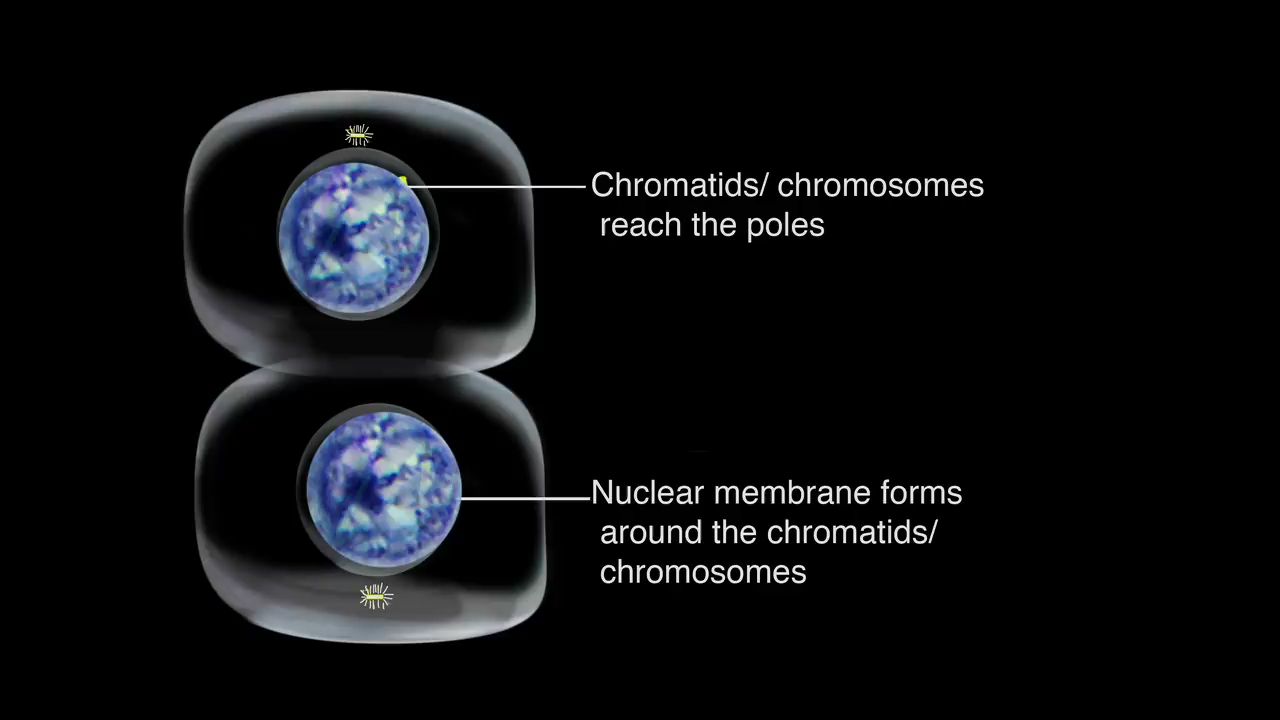 Chromatids/ chromosomes
reach the poles
Nuclear membrane forms
around the chromatids/
chromosomes